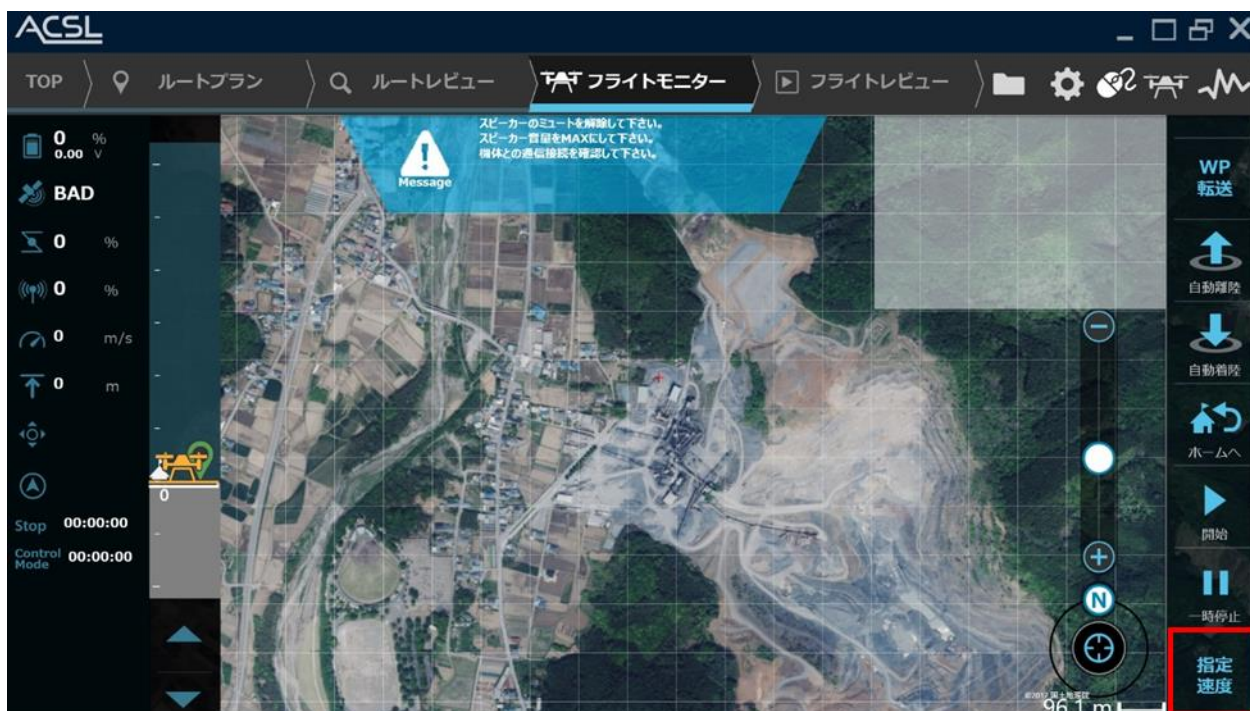 ACSL
TOP
ルートプラン
ルートレビュー
フライトモニター
フライトレビュー
0 %
0.00 V
BAD
0 %
0 %
0 m/s
0 m
Stop 00:00:00
Control Mode 00:00:00
0
スピーカーのミュートを解除して下さい。
スピーカー音量をMAXにして下さい。
機体との通信接続を確認して下さい。
Message
N
©2012 国土地理院
96.1 m
WP
転送
自動離陸
自動着陸
ホームへ
開始
一時停止
指定
速度